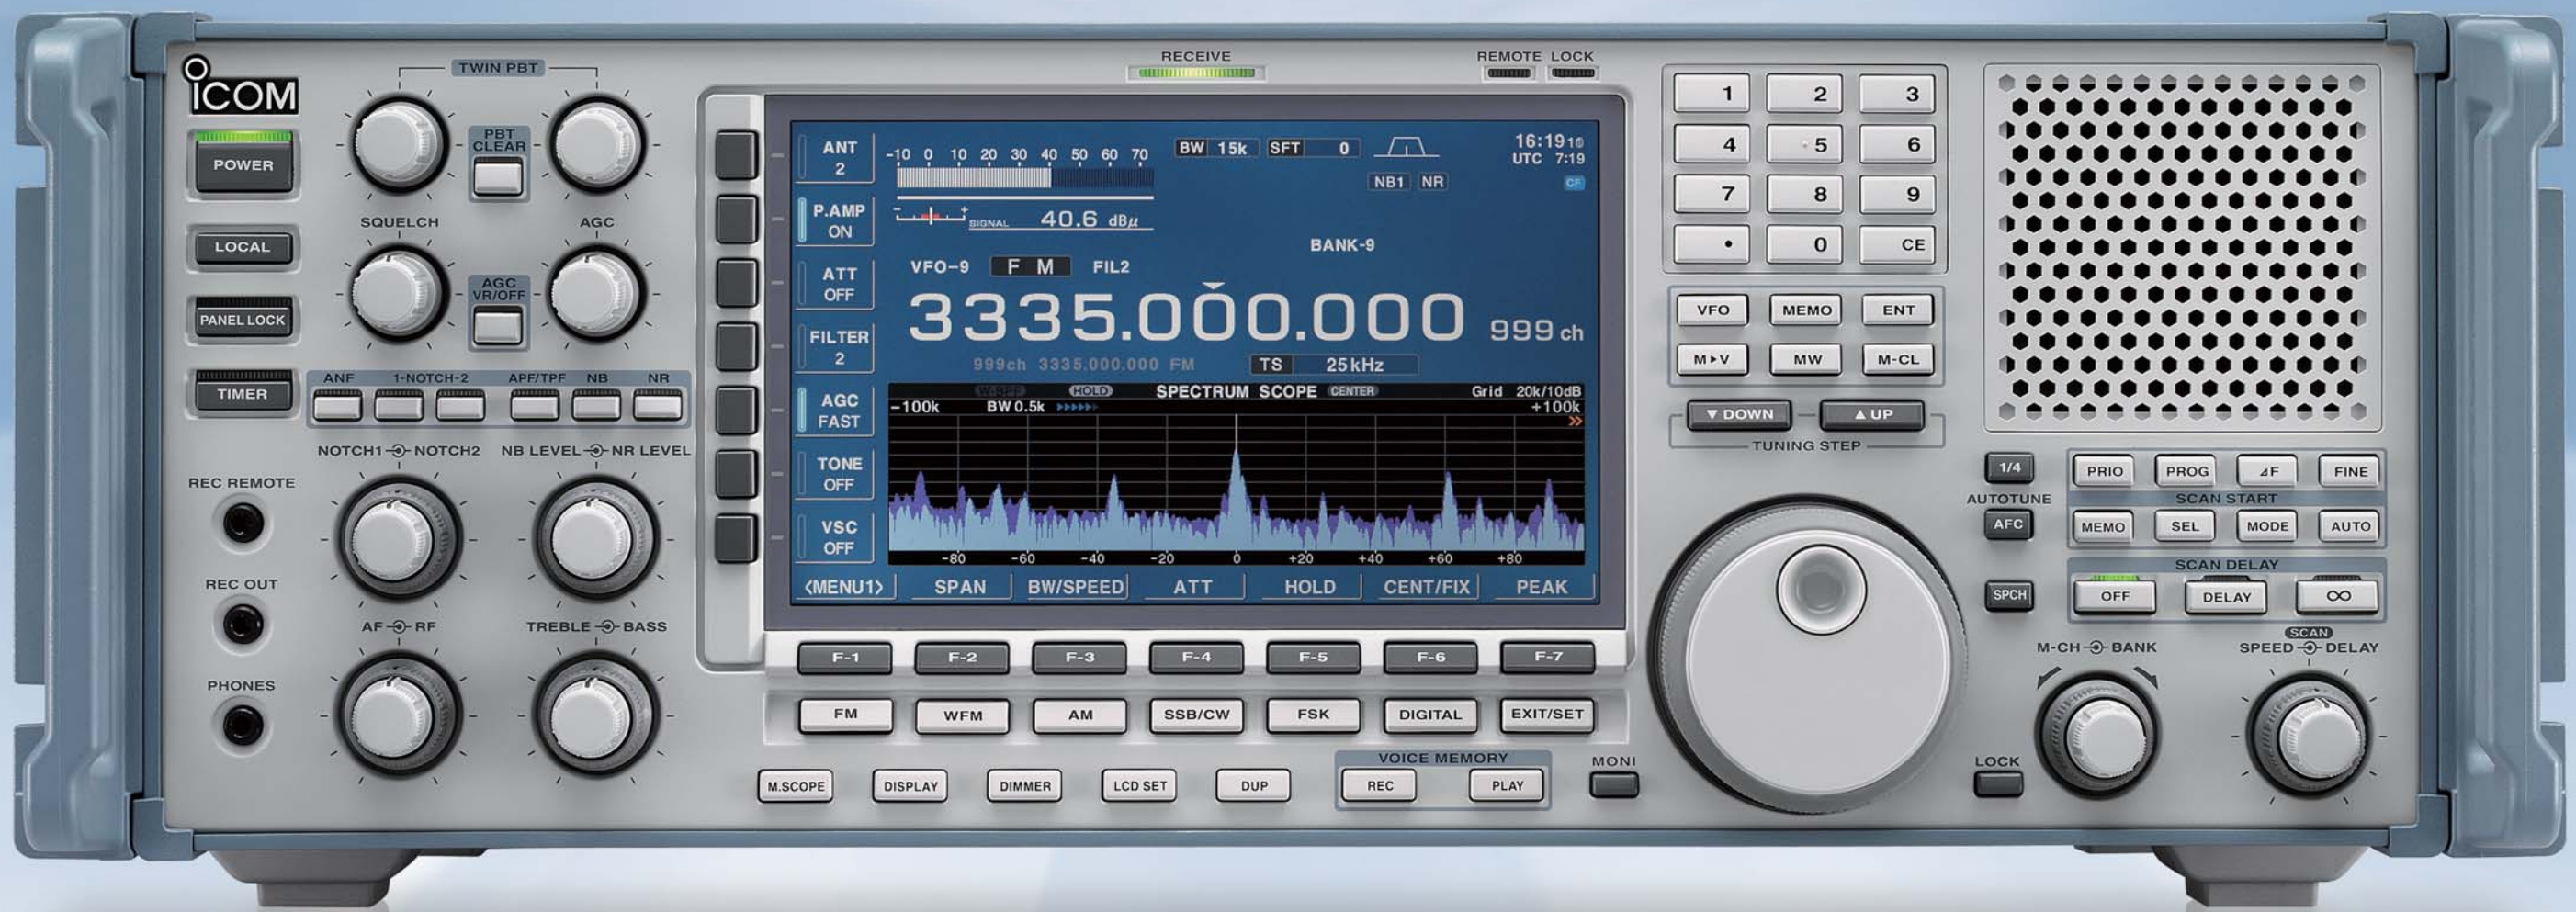 ICOM
TWIN PBT
RECEIVE
REMOTE LOCK
POWER
PBT CLEAR
LOCAL
SQUELCH
AGC
AGC VR/OFF
PANEL LOCK
TIMER
ANF 1-NOTCH-2 APF/TPF NB NR
NOTCH1 NOTCH2 NB LEVEL NR LEVEL
REC REMOTE
REC OUT
AF RF TREBLE BASS
PHONES
ANT 2
P.AMP ON
ATT OFF
FILTER 2
AGC FAST
TONE OFF
VSC OFF
-10 0 10 20 30 40 50 60 70
BW 15k SFT 0
16:19 10
UTC 7:19
NB1 NR
CF
- +
SIGNAL 40.6 dBμ
BANK-9
VFO-9 FM FIL2
3335.000.000 999 ch
999ch 3335.000.000 FM TS 25kHz
HOLD SPECTRUM SCOPE CENTER Grid 20k/10dB
-100k BW 0.5k +100k
-80 -60 -40 -20 0 +20 +40 +60 +80
<MENU1> SPAN BW/SPEED ATT HOLD CENT/FIX PEAK
F-1 F-2 F-3 F-4 F-5 F-6 F-7
FM WFM AM SSB/CW FSK DIGITAL EXIT/SET
VOICE MEMORY
M.SCOPE DISPLAY DIMMER LCD SET DUP REC PLAY
MONI
1 2 3
4 5 6
7 8 9
• 0 CE
VFO MEMO ENT
M▶V MW M-CL
▼DOWN ▲UP
TUNING STEP
1/4 PRIO PROG ⊿F FINE
AUTOTUNE SCAN START
AFC MEMO SEL MODE AUTO
SCAN DELAY
SPCH OFF DELAY ∞
SCAN
M-CH BANK SPEED DELAY
LOCK